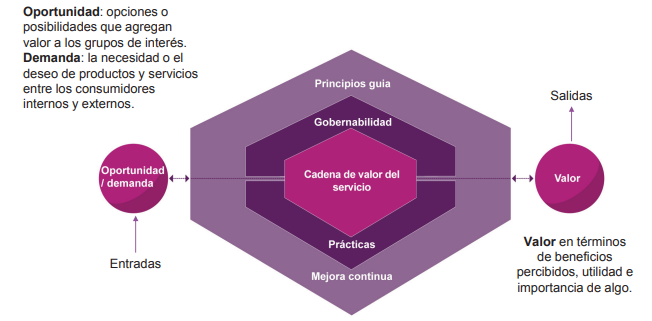 Oportunidad: opciones o
posibilidades que agregan
valor a los grupos de interés.
Demanda: la necesidad o el
deseo de productos y servicios
entre los consumidores
internos y externos.
Principios guia
Gobernabilidad
Salidas
Oportunidad
/ demanda
Cadena de valor del
servicio
Valor
Prácticas
Entradas
Mejora continua
Valor en términos
de beneficios
percibidos, utilidad e
importancia de algo.